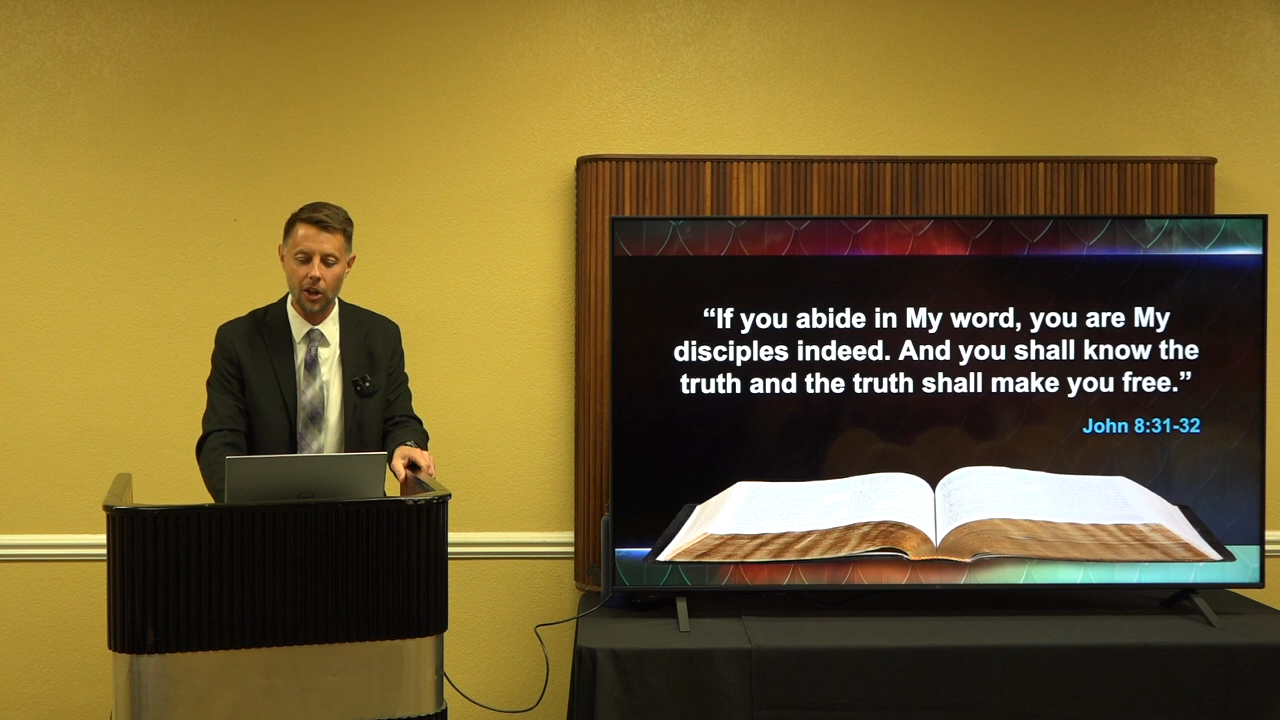 “If you abide in My word, you are My
disciples indeed. And you shall know the
truth and the truth shall make you free.”
John 8:31-32